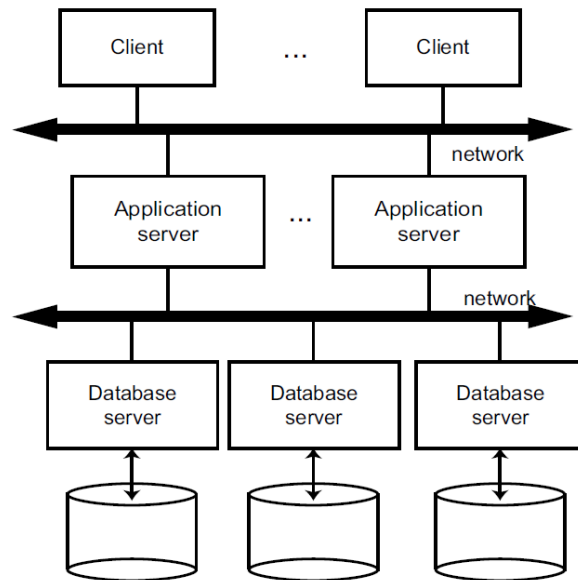 Client ... Client
network
Application Application
server ... server
network
Database Database Database
server server server